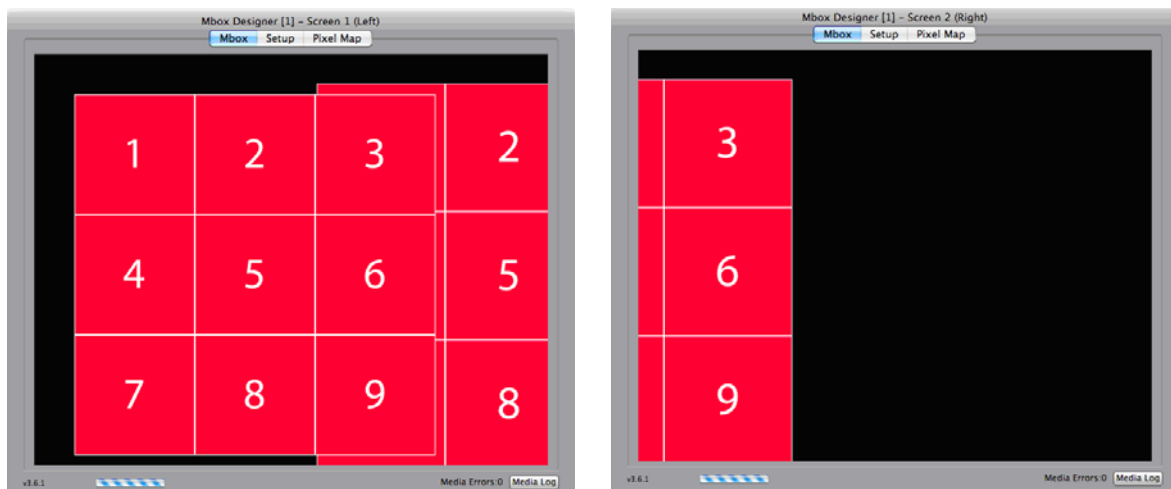 Mbox Designer [1] – Screen 1 (Left)
Mbox Setup Pixel Map
1 2 3 2
4 5 6 5
7 8 9 8
v3.6.1 Media Errors:0 Media Log
Mbox Designer [1] – Screen 2 (Right)
Mbox Setup Pixel Map
3
6
9
v3.6.1 Media Errors:0 Media Log